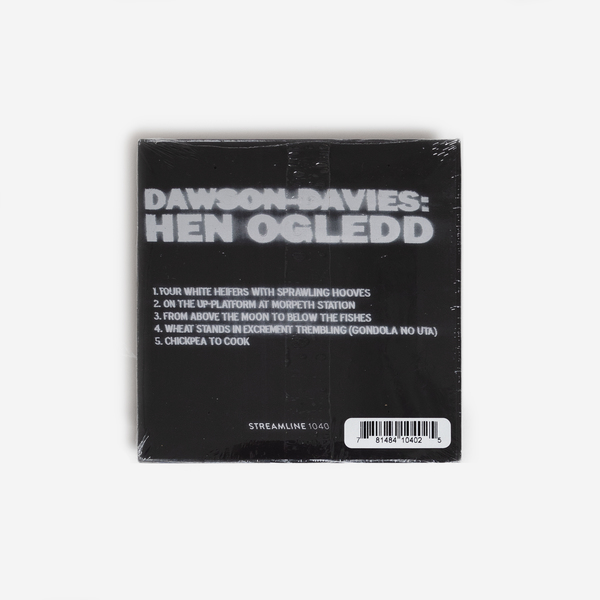 DAWSON-DAVIES:
HEN OGLEDD
1. FOUR WHITE HEIFERS WITH SPRAWLING HOOVES
2. ON THE UP-PLATFORM AT MORPETH STATION
3. FROM ABOVE THE MOON TO BELOW THE FISHES
4. WHEAT STANDS IN EXCREMENT TREMBLING (GONDOLA NO UTA)
5. CHICKPEA TO COOK
STREAMLINE 1040
7 81484 10402 5